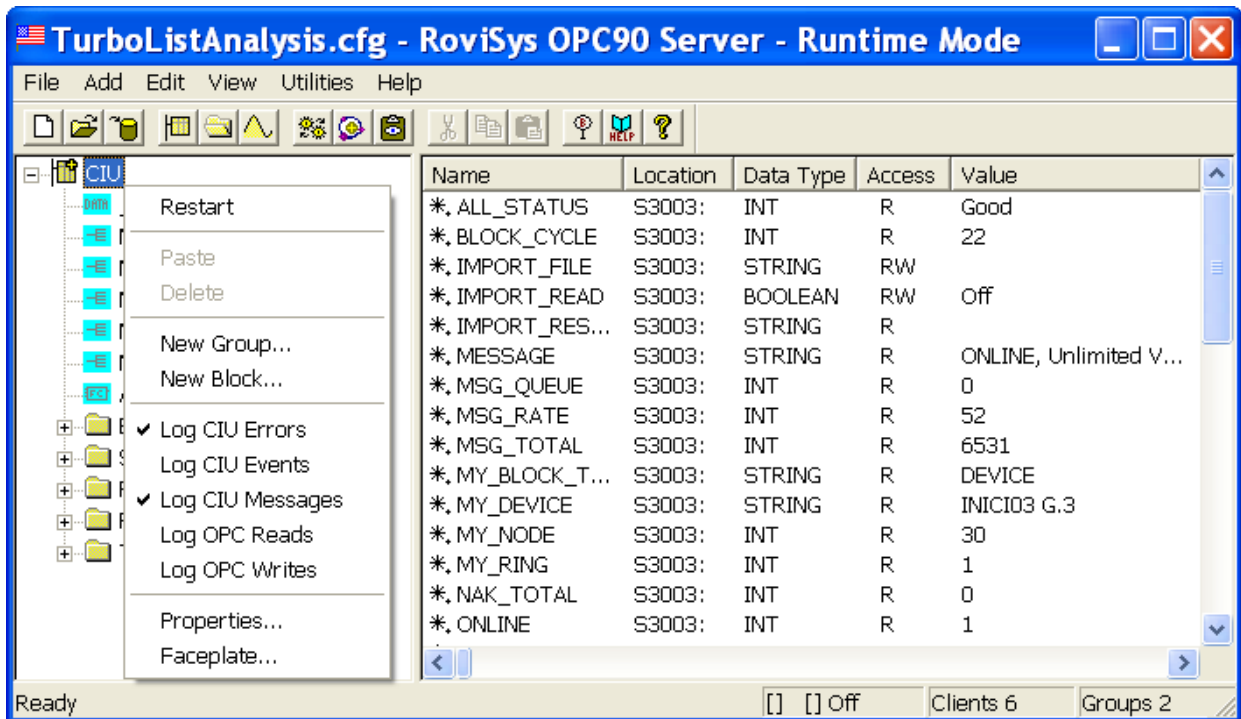 TurboListAnalysis.cfg - RoviSys OPC90 Server - Runtime Mode
File Add Edit View Utilities Help
HELP
CIU
DATA
FC
Restart
Paste
Delete
New Group...
New Block...
Log CIU Errors
Log CIU Events
Log CIU Messages
Log OPC Reads
Log OPC Writes
Properties...
Faceplate...
Name Location Data Type Access Value
ALL_STATUS S3003: INT R Good
BLOCK_CYCLE S3003: INT R 22
IMPORT_FILE S3003: STRING RW
IMPORT_READ S3003: BOOLEAN RW Off
IMPORT_RES... S3003: STRING R
MESSAGE S3003: STRING R ONLINE, Unlimited V...
MSG_QUEUE S3003: INT R 0
MSG_RATE S3003: INT R 52
MSG_TOTAL S3003: INT R 6531
MY_BLOCK_T... S3003: STRING R DEVICE
MY_DEVICE S3003: STRING R INICI03 G.3
MY_NODE S3003: INT R 30
MY_RING S3003: INT R 1
NAK_TOTAL S3003: INT R 0
ONLINE S3003: INT R 1
Ready [] [] Off Clients 6 Groups 2